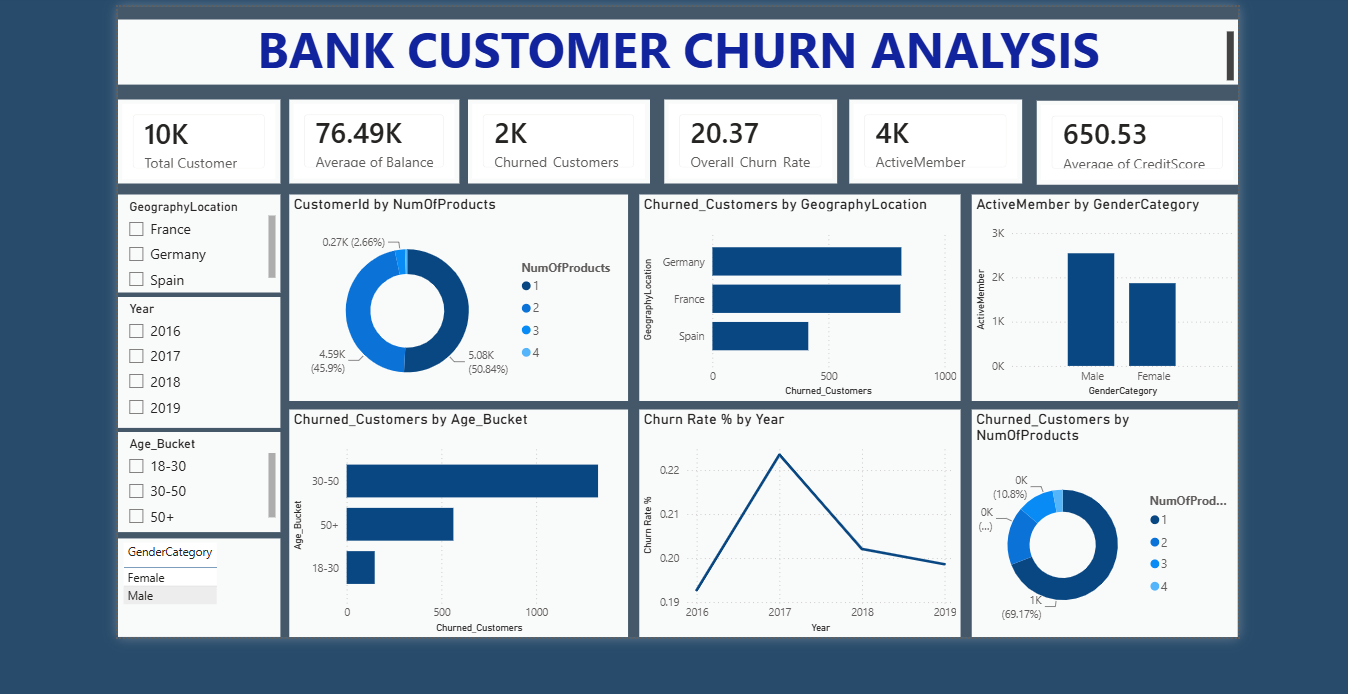 BANK CUSTOMER CHURN ANALYSIS
10K
Total Customer
76.49K
Average of Balance
2K
Churned_Customers
20.37
Overall_Churn_Rate
4K
ActiveMember
650.53
Average of CreditScore
GeographyLocation
France
Germany
Spain
Year
2016
2017
2018
2019
Age_Bucket
18-30
30-50
50+
GenderCategory
Female
Male
CustomerId by NumOfProducts
0.27K (2.66%)
4.59K
(45.9%)
5.08K
(50.84%)
NumOfProducts
1
2
3
4
Churned_Customers by GeographyLocation
GeographyLocation
Germany
France
Spain
0
500
1000
Churned_Customers
ActiveMember by GenderCategory
ActiveMember
3K
2K
1K
0K
Male
Female
GenderCategory
Churned_Customers by Age_Bucket
Age_Bucket
30-50
50+
18-30
0
500
1000
Churned_Customers
Churn Rate % by Year
Churn Rate %
0.22
0.21
0.20
0.19
2016
2017
2018
2019
Year
Churned_Customers by
NumOfProducts
0K
(10.8%)
0K
(...)
1K
(69.17%)
NumOfProd...
1
2
3
4